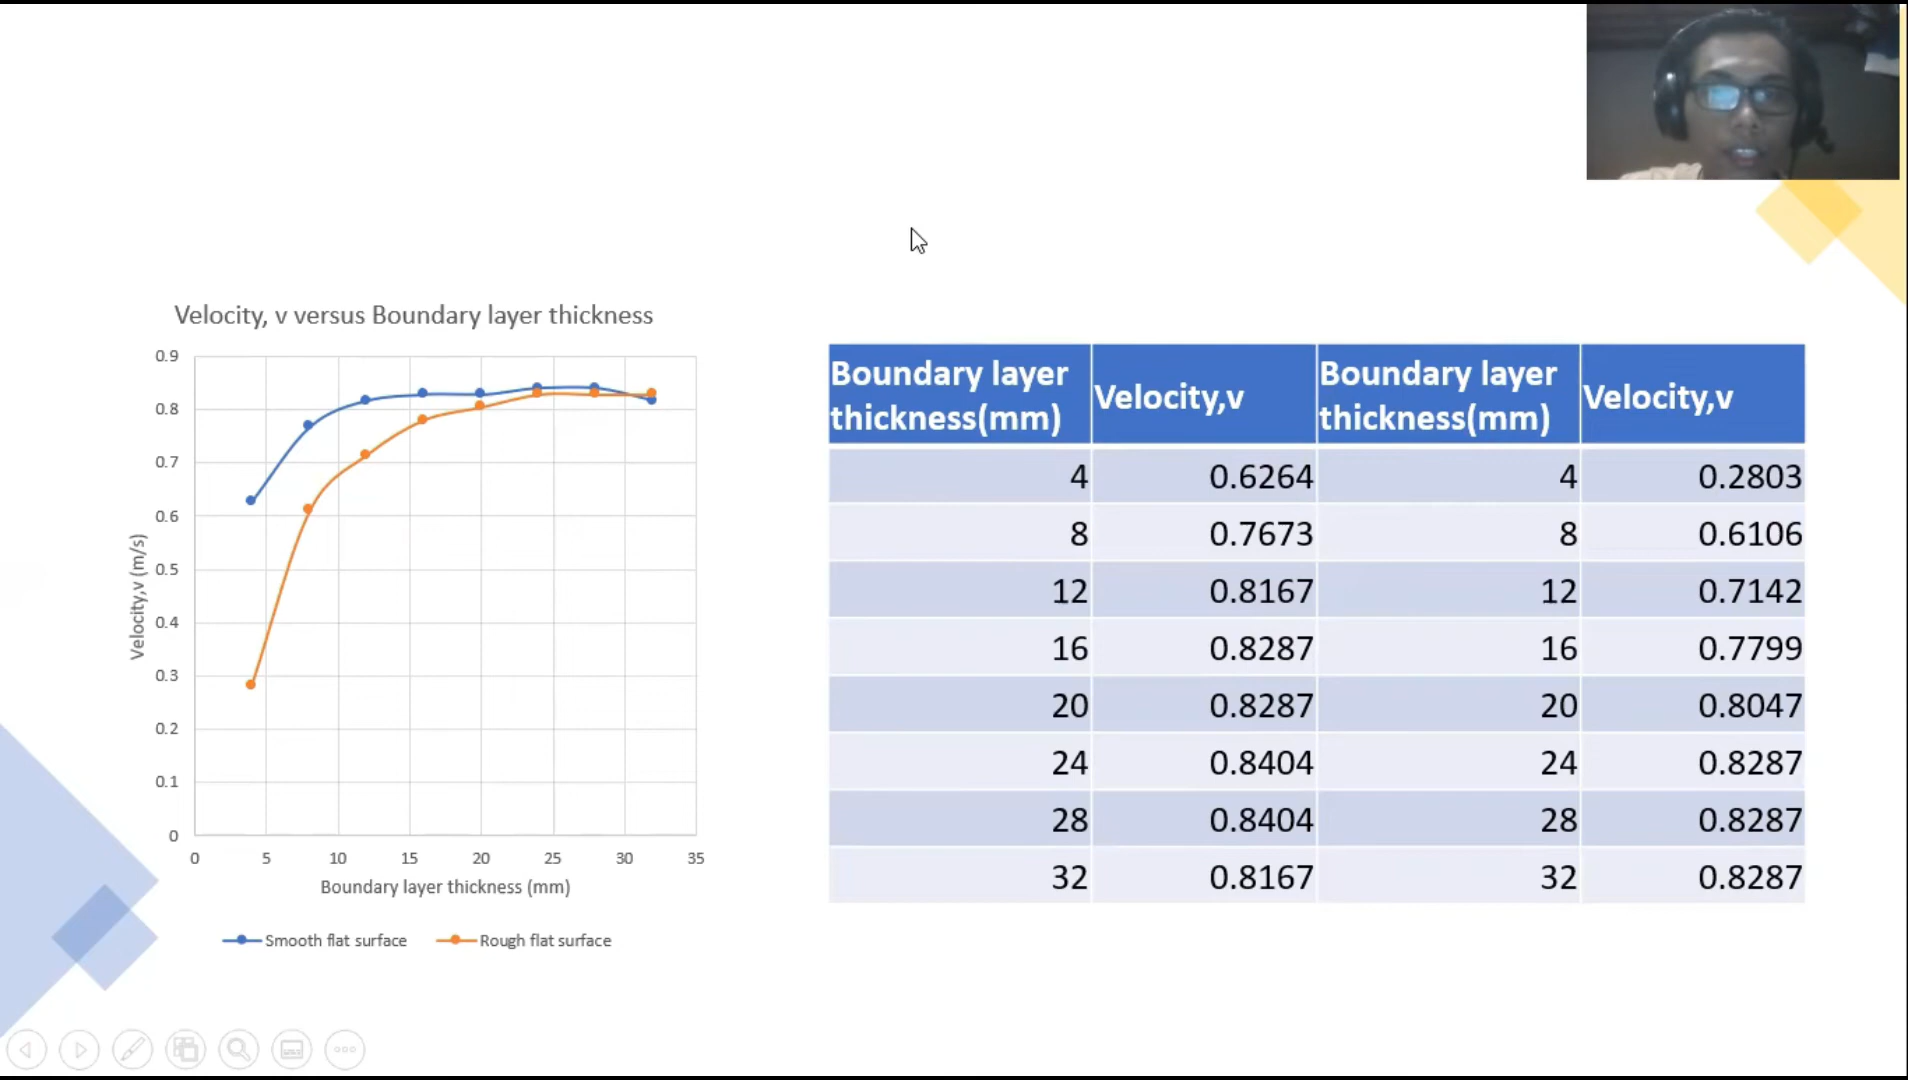 Velocity, v versus Boundary layer thickness
0.9
0.8
0.7
0.6
0.5
0.4
0.3
0.2
0.1
0
Velocity,v (m/s)
0 5 10 15 20 25 30 35
Boundary layer thickness (mm)
Smooth flat surface Rough flat surface
Boundary layer thickness(mm) Velocity,v Boundary layer thickness(mm) Velocity,v
4 0.6264 4 0.2803
8 0.7673 8 0.6106
12 0.8167 12 0.7142
16 0.8287 16 0.7799
20 0.8287 20 0.8047
24 0.8404 24 0.8287
28 0.8404 28 0.8287
32 0.8167 32 0.8287